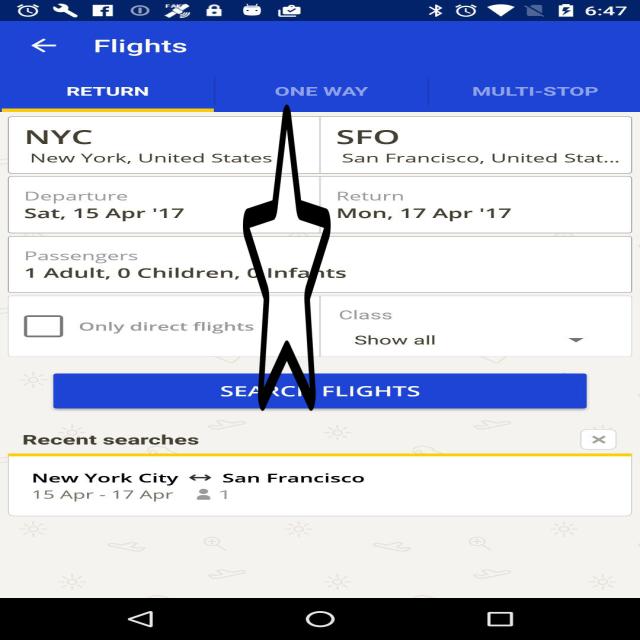 6:47
Flights
RETURN ONE WAY MULTI-STOP
NYC
New York, United States
SFO
San Francisco, United Stat...
Departure
Sat, 15 Apr '17
Return
Mon, 17 Apr '17
Passengers
1 Adult, 0 Children, 0 Infants
Only direct flights
Class
Show all
SEARCH FLIGHTS
Recent searches
New York City ↔ San Francisco
15 Apr - 17 Apr 1